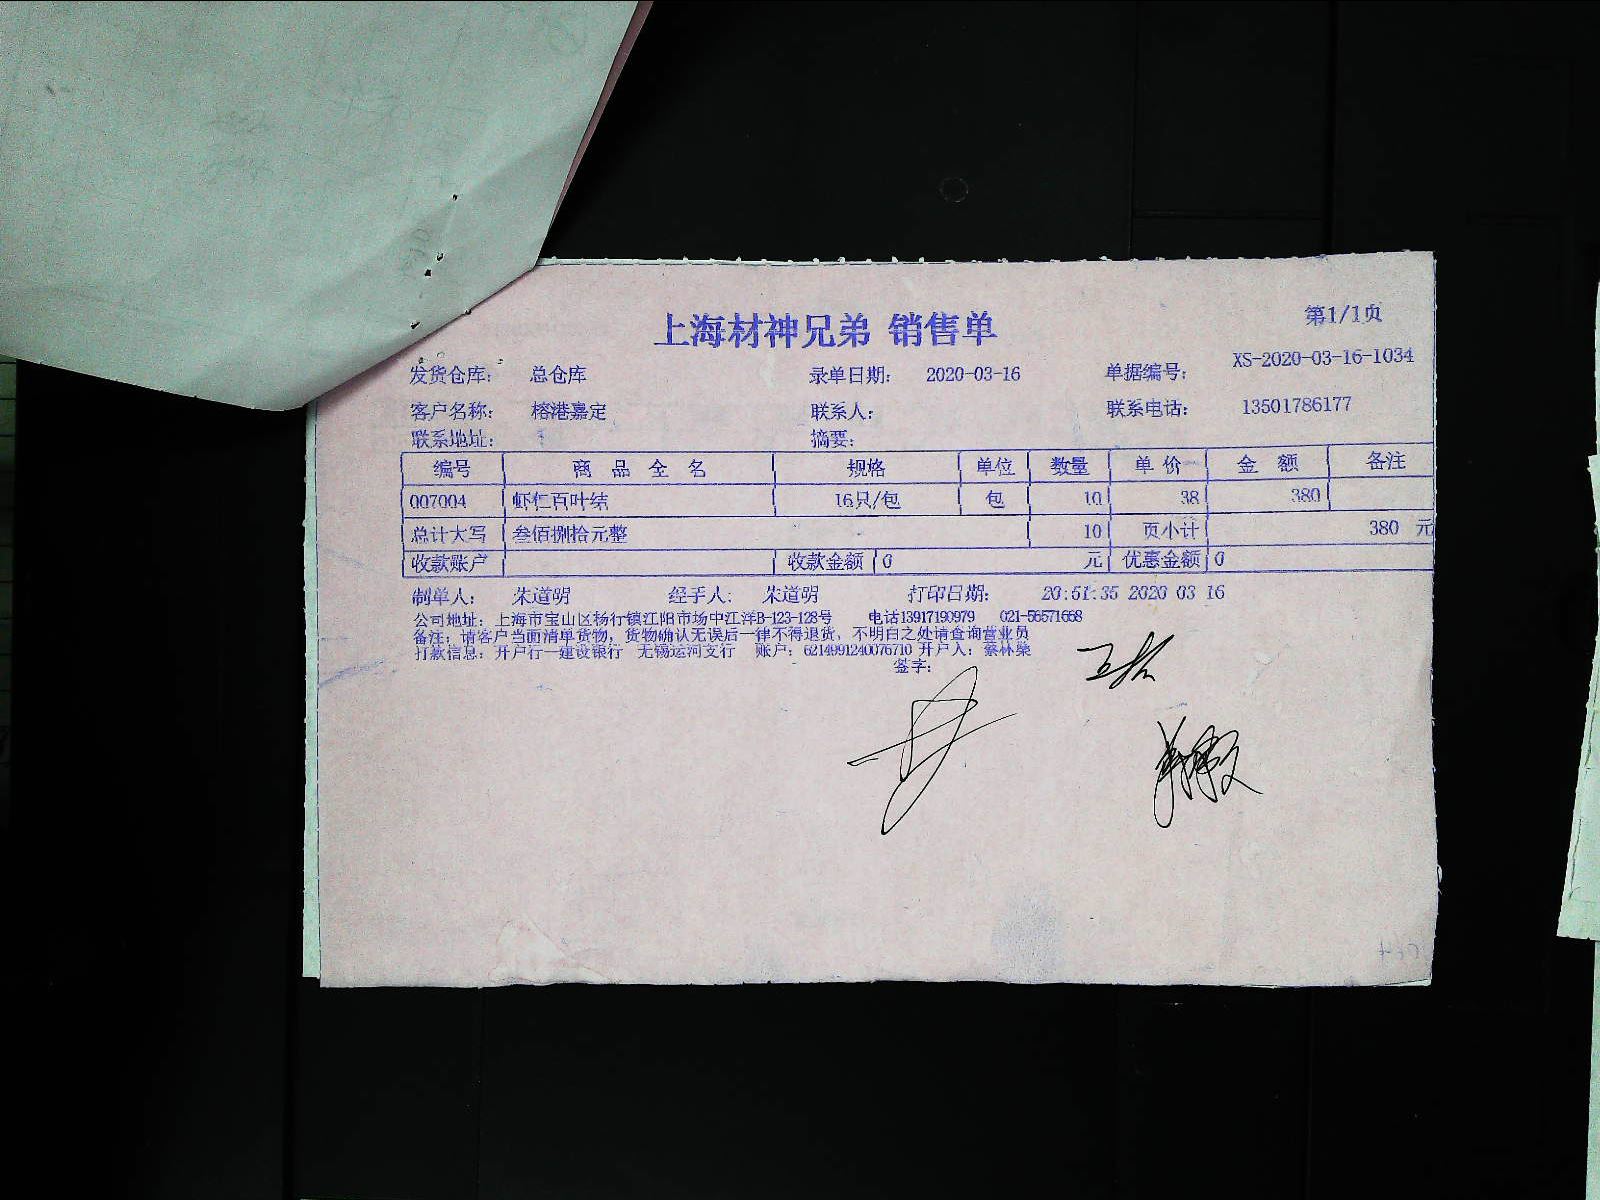 上海材神兄弟 销售单
第1/1页
发货仓库: 总仓库 录单日期: 2020-03-16 单据编号: XS-2020-03-16-1034
客户名称: 榕港嘉定 联系人: 联系电话: 13501786177
联系地址: 摘要:
编号 商品全名 规格 单位 数量 单价 金额 备注
007004 虾仁百叶结 16只/包 包 10 38 380
总计大写 叁佰捌拾元整 10 页小计 380 元
收款账户 收款金额 0 元 优惠金额 0
制单人: 朱道明 经手人: 朱道明 打印日期: 20:51:35 2020 03 16
公司地址: 上海市宝山区杨行镇江阳市场中江洋B-123-128号 电话13917190979 021-56571668
备注: 请客户当面清单货物, 货物确认无误后一律不得退货, 不明白之处请查询营业员
打款信息: 开户行一建设银行 无锡运河支行 账户: 6214991240076710 开户人: 蔡林燊
签字: